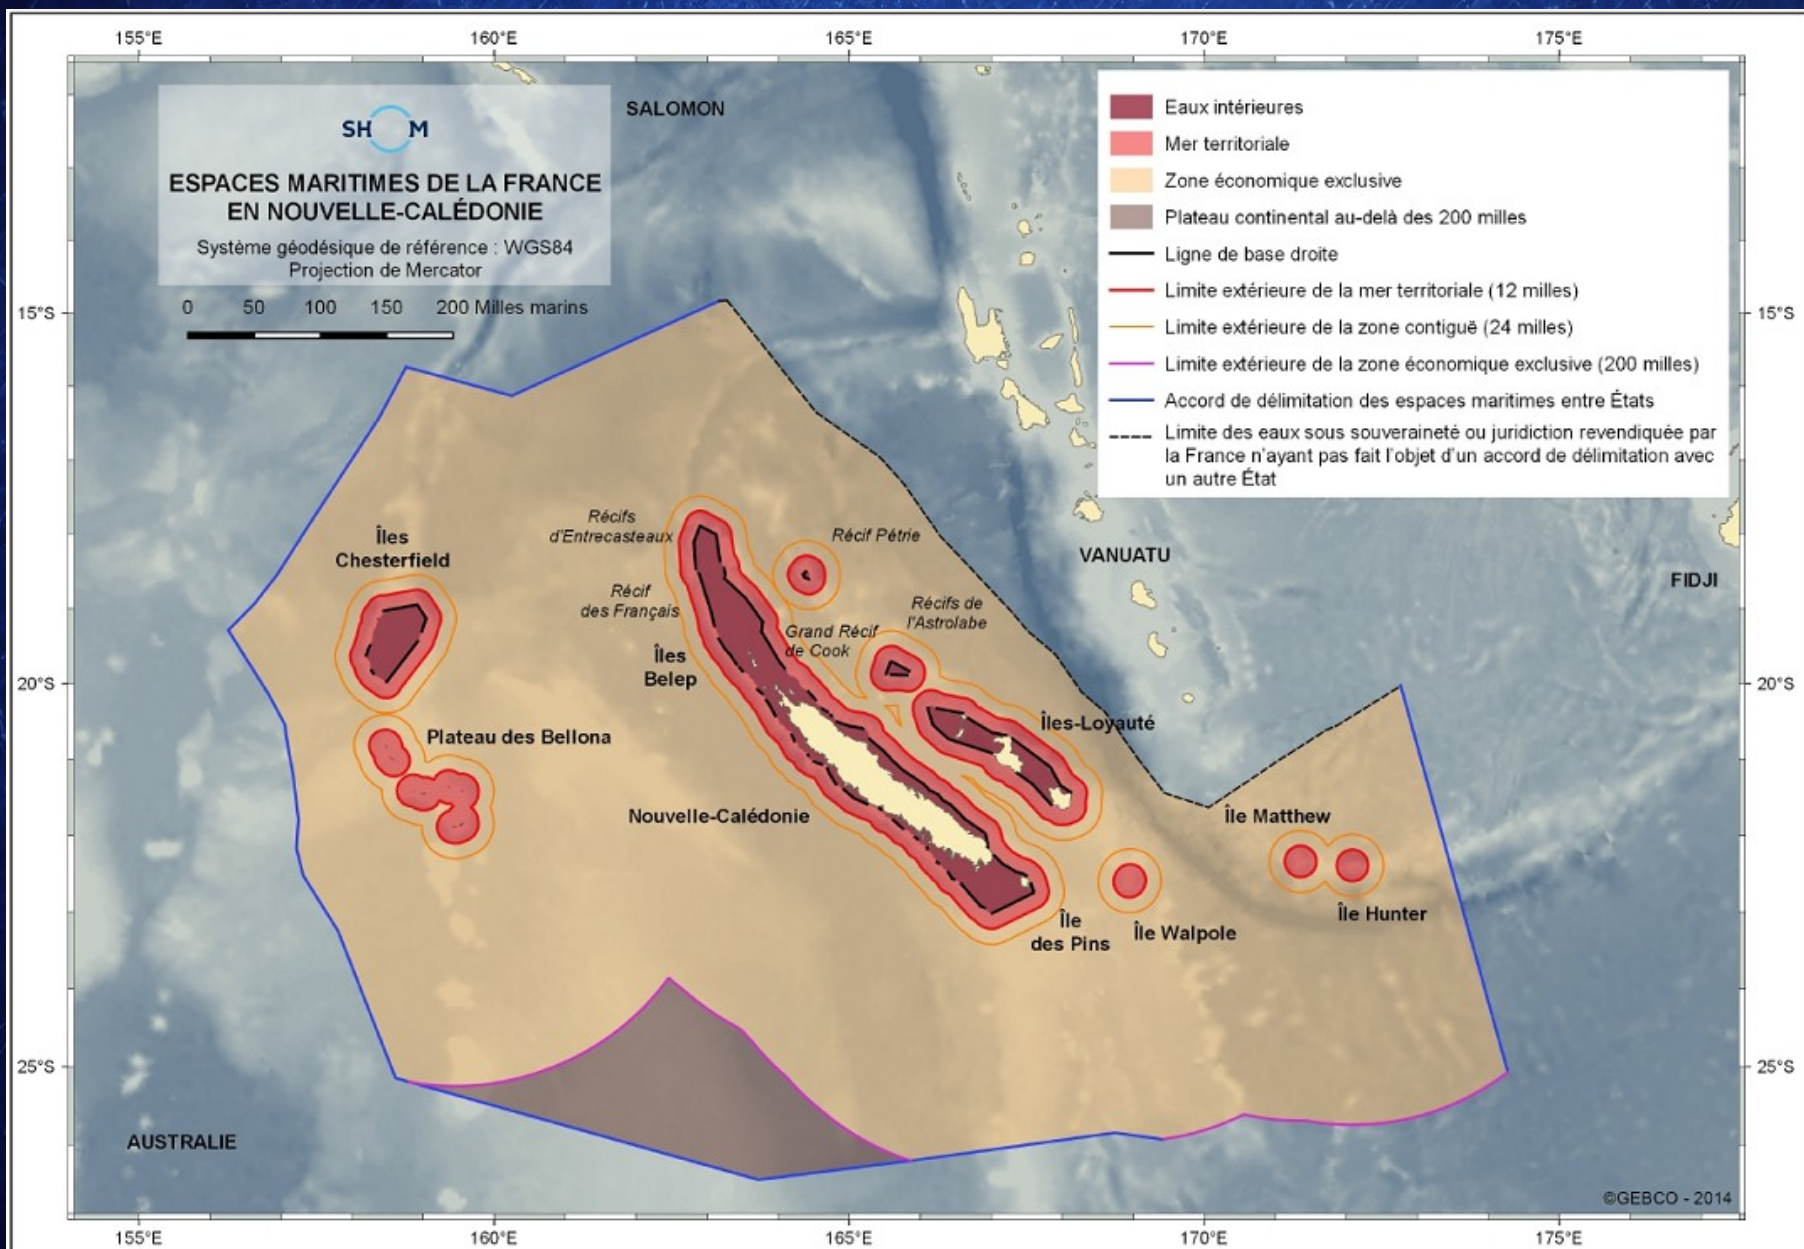 155°E 160°E 165°E 170°E 175°E
SHOM
ESPACES MARITIMES DE LA FRANCE
EN NOUVELLE-CALÉDONIE
Système géodésique de référence : WGS84
Projection de Mercator
0 50 100 150 200 Milles marins
SALOMON
Eaux intérieures
Mer territoriale
Zone économique exclusive
Plateau continental au-delà des 200 milles
Ligne de base droite
Limite extérieure de la mer territoriale (12 milles)
Limite extérieure de la zone contiguë (24 milles)
Limite extérieure de la zone économique exclusive (200 milles)
Accord de délimitation des espaces maritimes entre États
Limite des eaux sous souveraineté ou juridiction revendiquée par
la France n'ayant pas fait l'objet d'un accord de délimitation avec
un autre État
15°S 15°S
Récifs
d'Entrecasteaux
Récif Pétrie
Îles
Chesterfield
VANUATU
FIDJI
Récif
des Français
Récifs de
l'Astrolabe
Grand Récif
de Cook
Îles
Belep
20°S 20°S
Îles-Loyauté
Plateau des Bellona
Nouvelle-Calédonie
Île Matthew
Île
des Pins
Île Walpole
Île Hunter
25°S 25°S
AUSTRALIE
©GEBCO - 2014
155°E 160°E 165°E 170°E 175°E